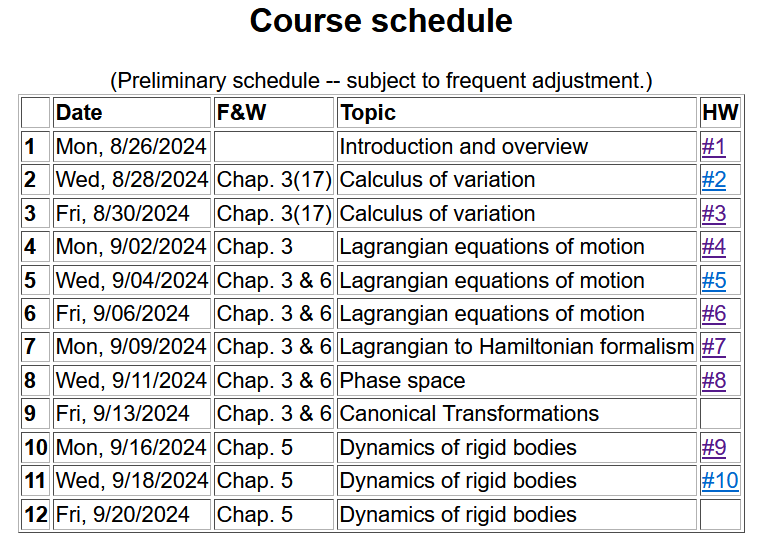 Course schedule
(Preliminary schedule -- subject to frequent adjustment.)
Date F&W Topic HW
1 Mon, 8/26/2024 Introduction and overview #1
2 Wed, 8/28/2024 Chap. 3(17) Calculus of variation #2
3 Fri, 8/30/2024 Chap. 3(17) Calculus of variation #3
4 Mon, 9/02/2024 Chap. 3 Lagrangian equations of motion #4
5 Wed, 9/04/2024 Chap. 3 & 6 Lagrangian equations of motion #5
6 Fri, 9/06/2024 Chap. 3 & 6 Lagrangian equations of motion #6
7 Mon, 9/09/2024 Chap. 3 & 6 Lagrangian to Hamiltonian formalism #7
8 Wed, 9/11/2024 Chap. 3 & 6 Phase space #8
9 Fri, 9/13/2024 Chap. 3 & 6 Canonical Transformations
10 Mon, 9/16/2024 Chap. 5 Dynamics of rigid bodies #9
11 Wed, 9/18/2024 Chap. 5 Dynamics of rigid bodies #10
12 Fri, 9/20/2024 Chap. 5 Dynamics of rigid bodies